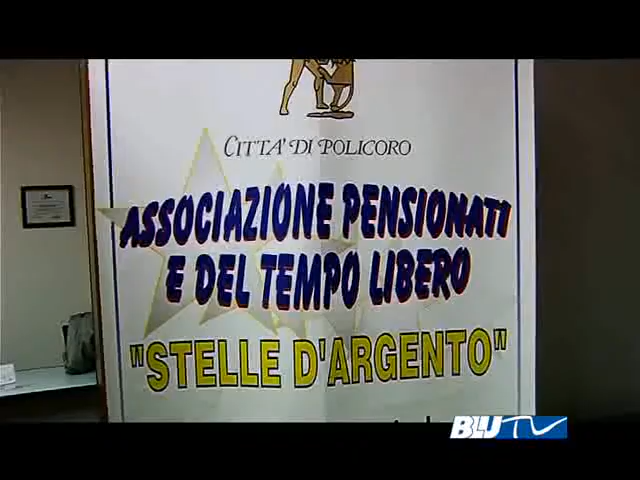 CITTA' DI POLICORO
ASSOCIAZIONE PENSIONATI
E DEL TEMPO LIBERO
"STELLE D'ARGENTO"
BLU TV